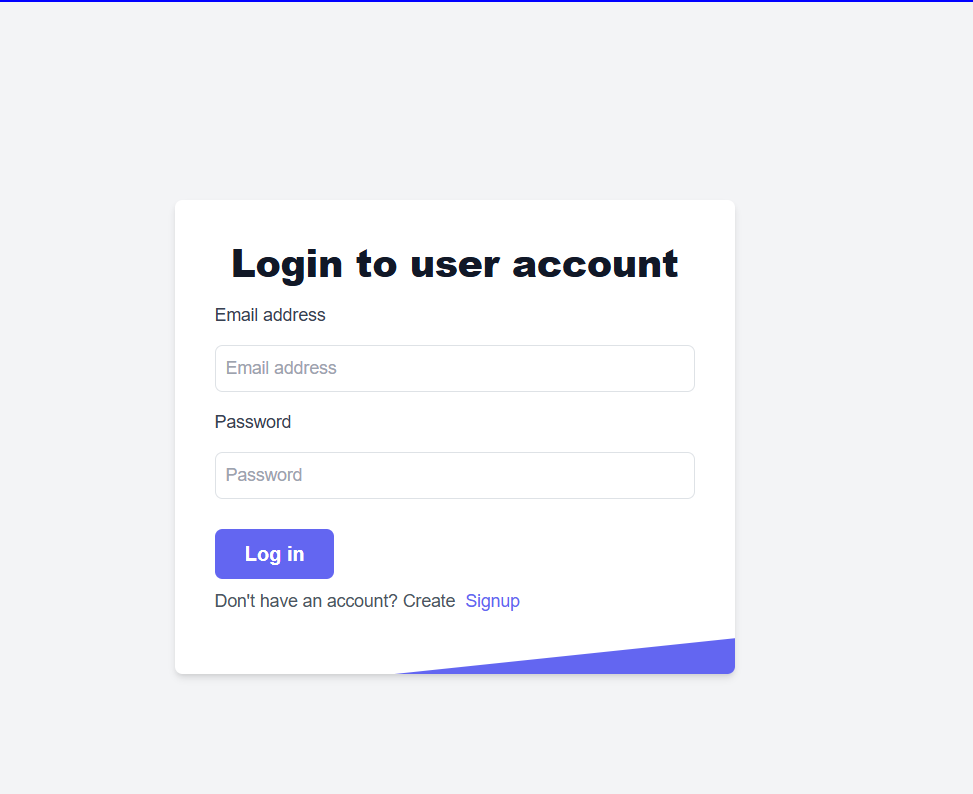 Login to user account
Email address
Email address
Password
Password
Log in
Don't have an account? Create Signup